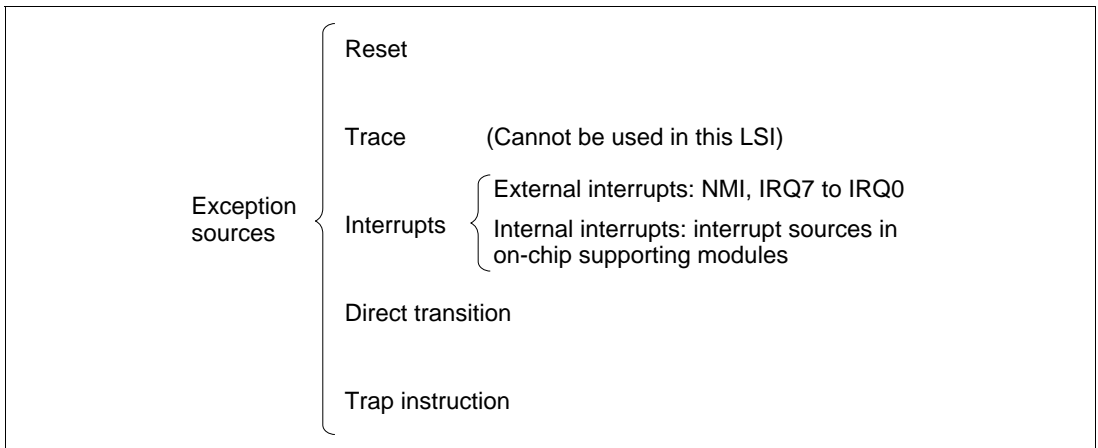 Reset
Trace (Cannot be used in this LSI)
Exception
sources
Interrupts
External interrupts: NMI, IRQ7 to IRQ0
Internal interrupts: interrupt sources in
on-chip supporting modules
Direct transition
Trap instruction